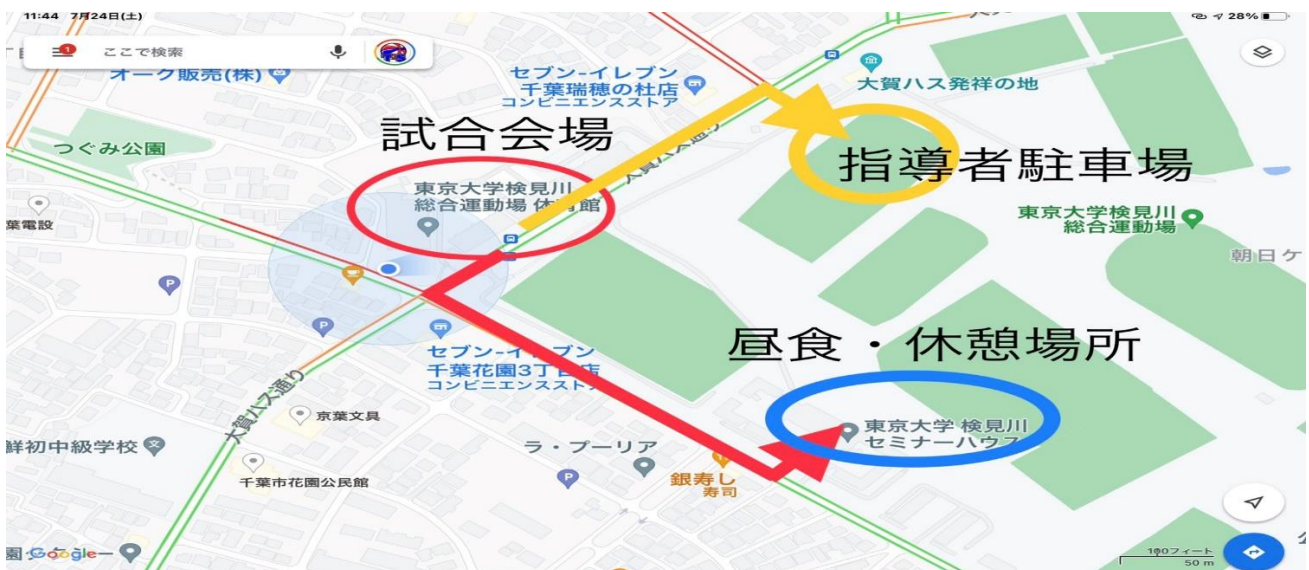 11:44 7月24日(土)
28%
1
ここで検索
オーク販売(株)
セブン-イレブン
千葉瑞穂の杜店
コンビニエンスストア
大賀ハス発祥の地
試合会場
つぐみ公園
大賀ハス通り
指導者駐車場
東京大学検見川
総合運動場 体育館
東京大学検見川
総合運動場
葉電設
朝日ケ
P
P
昼食・休憩場所
セブン-イレブン
千葉花園3丁目店
コンビニエンスストア
大賀ハス通り
京葉文具
東京大学 検見川
セミナーハウス
鮮初中級学校
ラ・プーリア
千葉市花園公民館
P
P
銀寿し
寿司
園
Google
100フィート
50 m